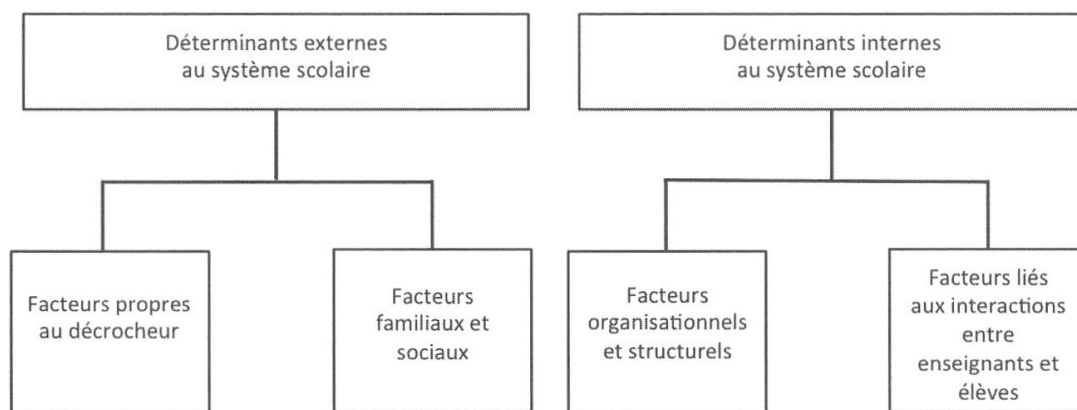 Déterminants externes
au système scolaire
Déterminants internes
au système scolaire
Facteurs propres
au décrocheur
Facteurs
familiaux et
sociaux
Facteurs
organisationnels
et structurels
Facteurs liés
aux interactions
entre
enseignants et
élèves